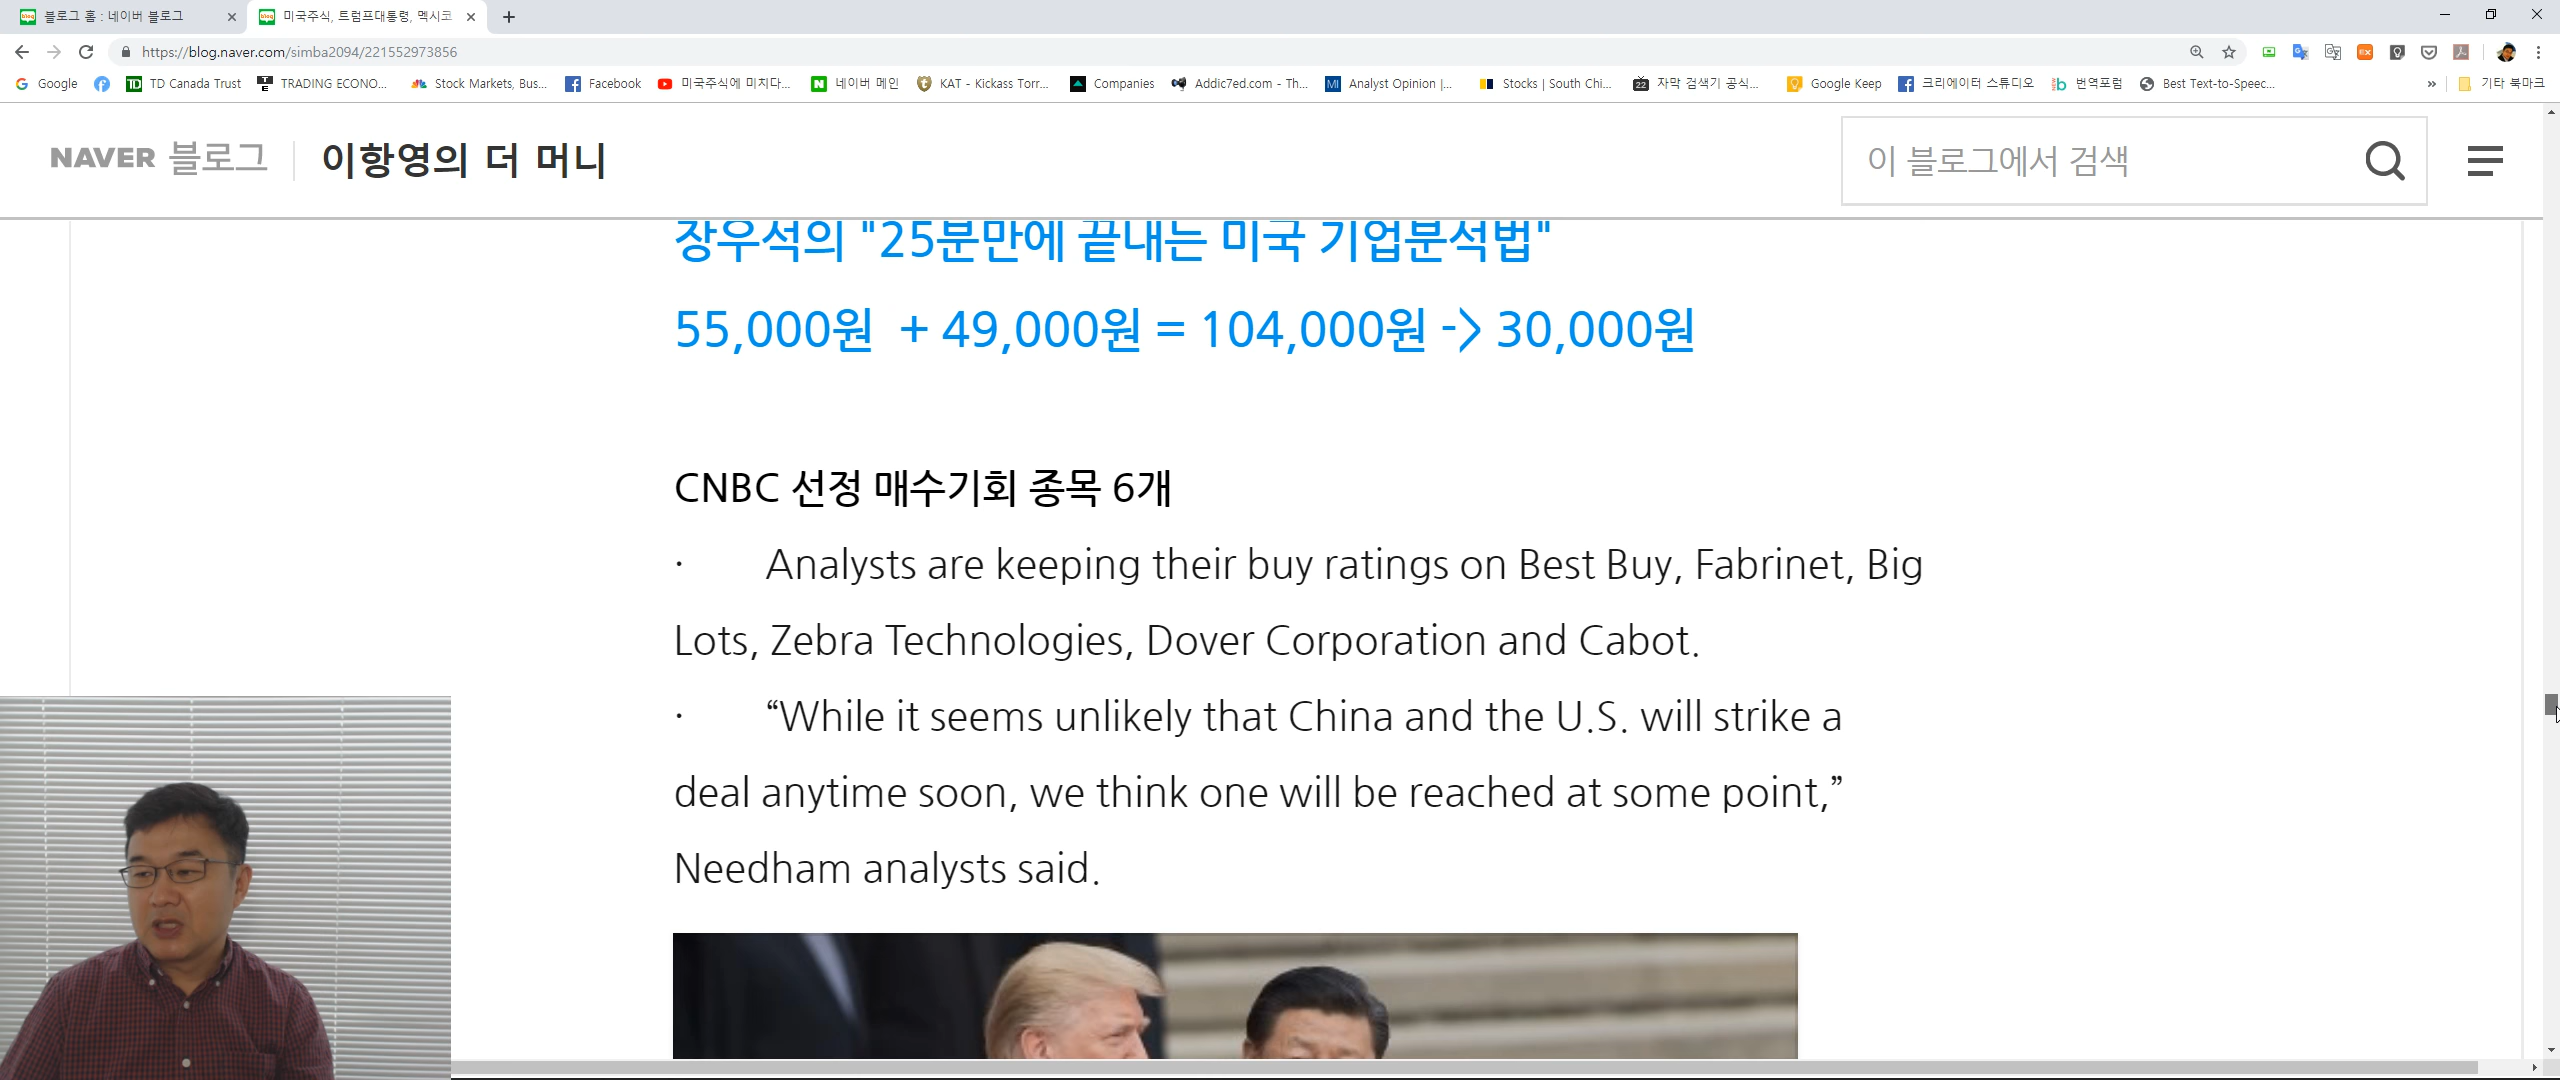 블로그 홈 : 네이버 블로그
미국주식, 트럼프대통령, 멕시코
https://blog.naver.com/simba2094/221552973856
Google
TD Canada Trust
TRADING ECONO...
Stock Markets, Bus...
Facebook
미국주식에 미치다...
네이버 메인
KAT - Kickass Torr...
Companies
Addic7ed.com - Th...
Analyst Opinion |...
Stocks | South Chi...
자막 검색기 공식...
Google Keep
크리에이터 스튜디오
번역포럼
Best Text-to-Speec...
»
기타 북마크
NAVER 블로그
이항영의 더 머니
이 블로그에서 검색
장우석의 "25분만에 끝내는 미국 기업분석법"
55,000원 + 49,000원 = 104,000원 -> 30,000원
CNBC 선정 매수기회 종목 6개
· Analysts are keeping their buy ratings on Best Buy, Fabrinet, Big
Lots, Zebra Technologies, Dover Corporation and Cabot.
· “While it seems unlikely that China and the U.S. will strike a
deal anytime soon, we think one will be reached at some point,”
Needham analysts said.